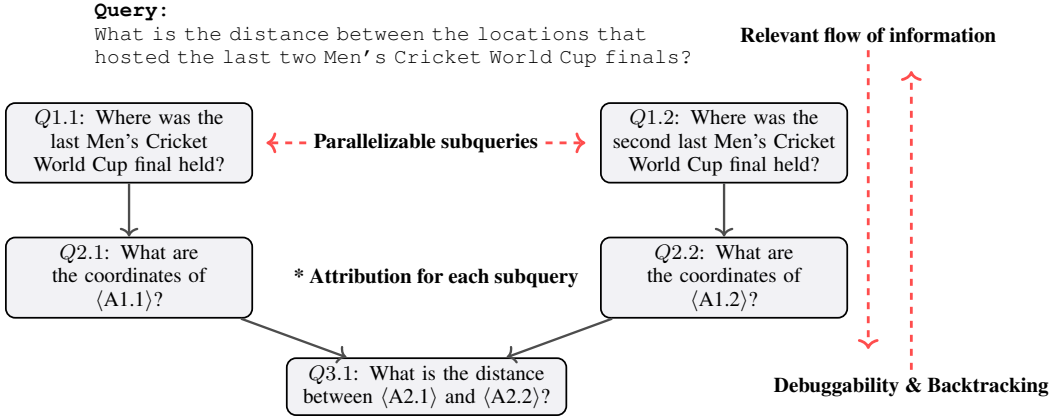 Query:
What is the distance between the locations that
hosted the last two Men's Cricket World Cup finals?
Relevant flow of information
Q1.1: Where was the
last Men's Cricket
World Cup final held?
Parallelizable subqueries
Q1.2: Where was the
second last Men's Cricket
World Cup final held?
Q2.1: What are
the coordinates of
⟨A1.1⟩?
* Attribution for each subquery
Q2.2: What are
the coordinates of
⟨A1.2⟩?
Q3.1: What is the distance
between ⟨A2.1⟩ and ⟨A2.2⟩?
Debuggability & Backtracking